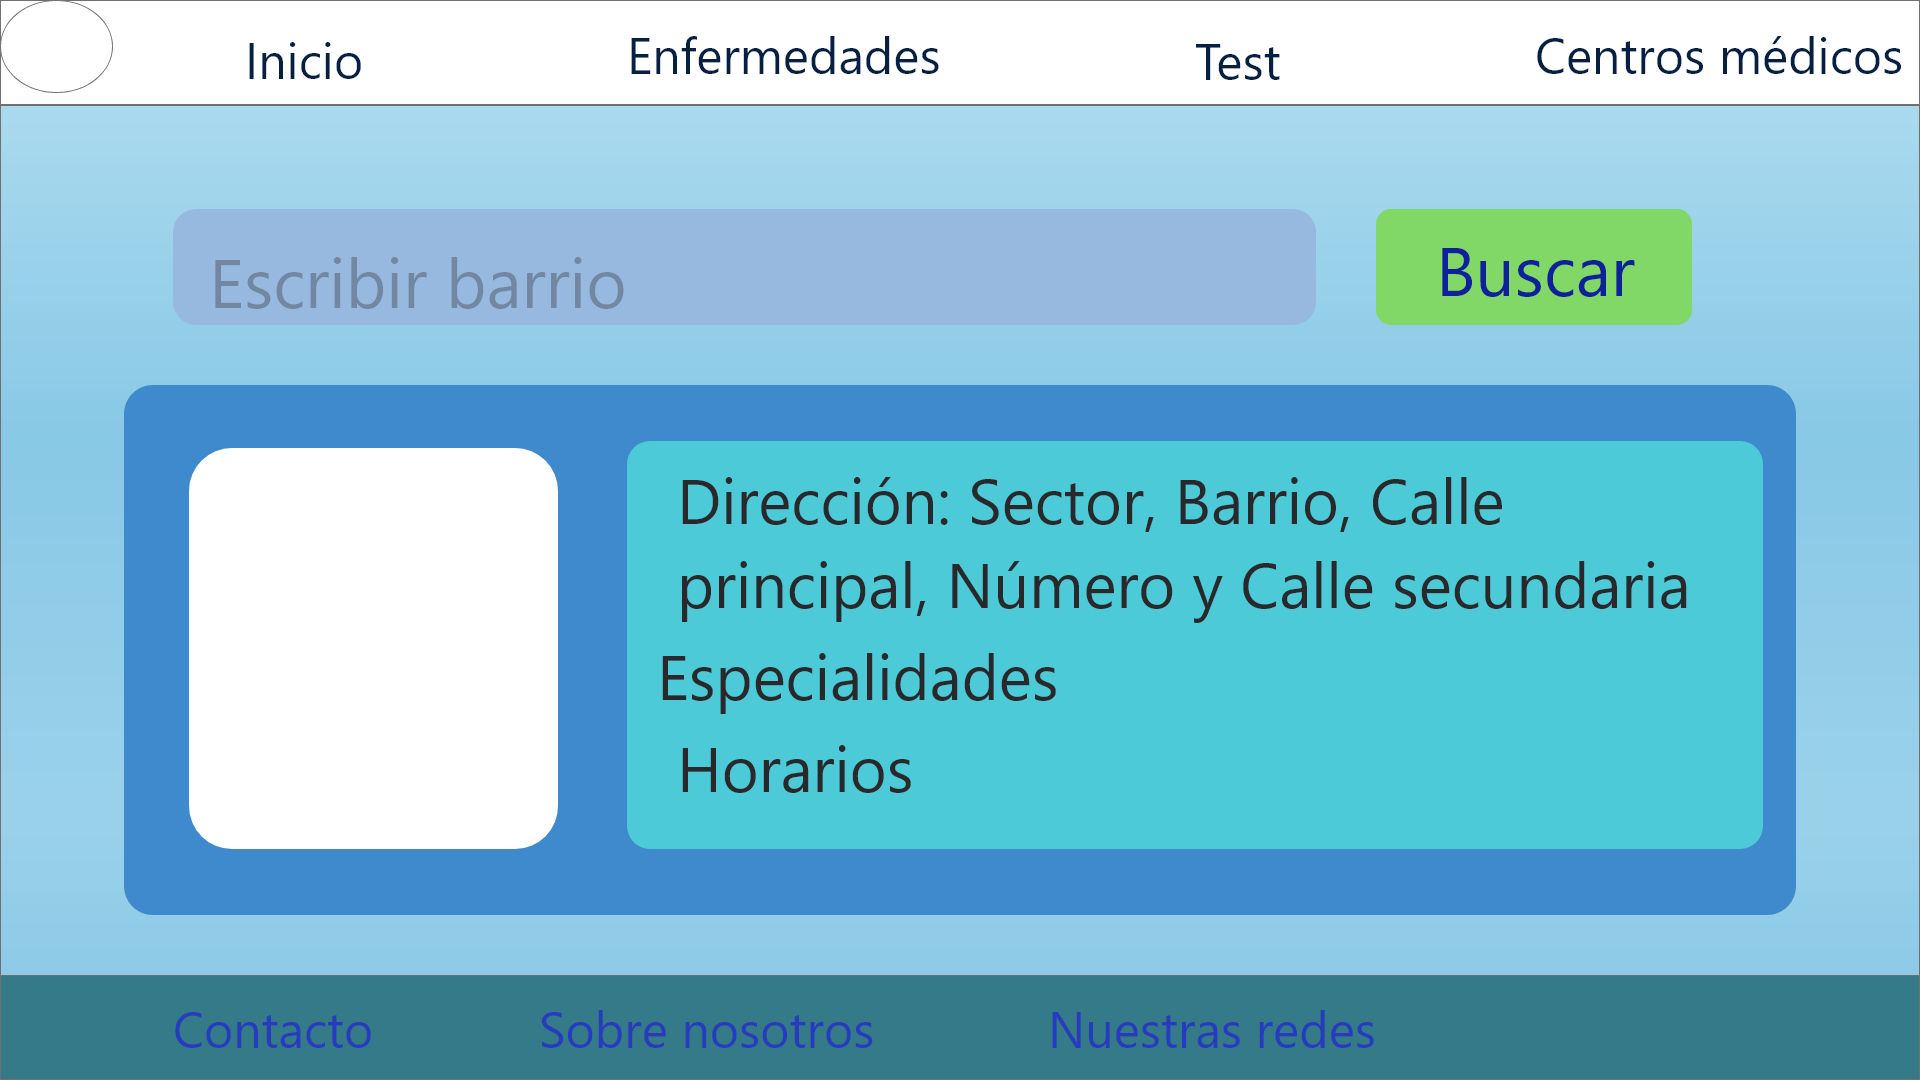 Inicio
Enfermedades
Test
Centros médicos
Escribir barrio
Buscar
Dirección: Sector, Barrio, Calle
principal, Número y Calle secundaria
Especialidades
Horarios
Contacto
Sobre nosotros
Nuestras redes